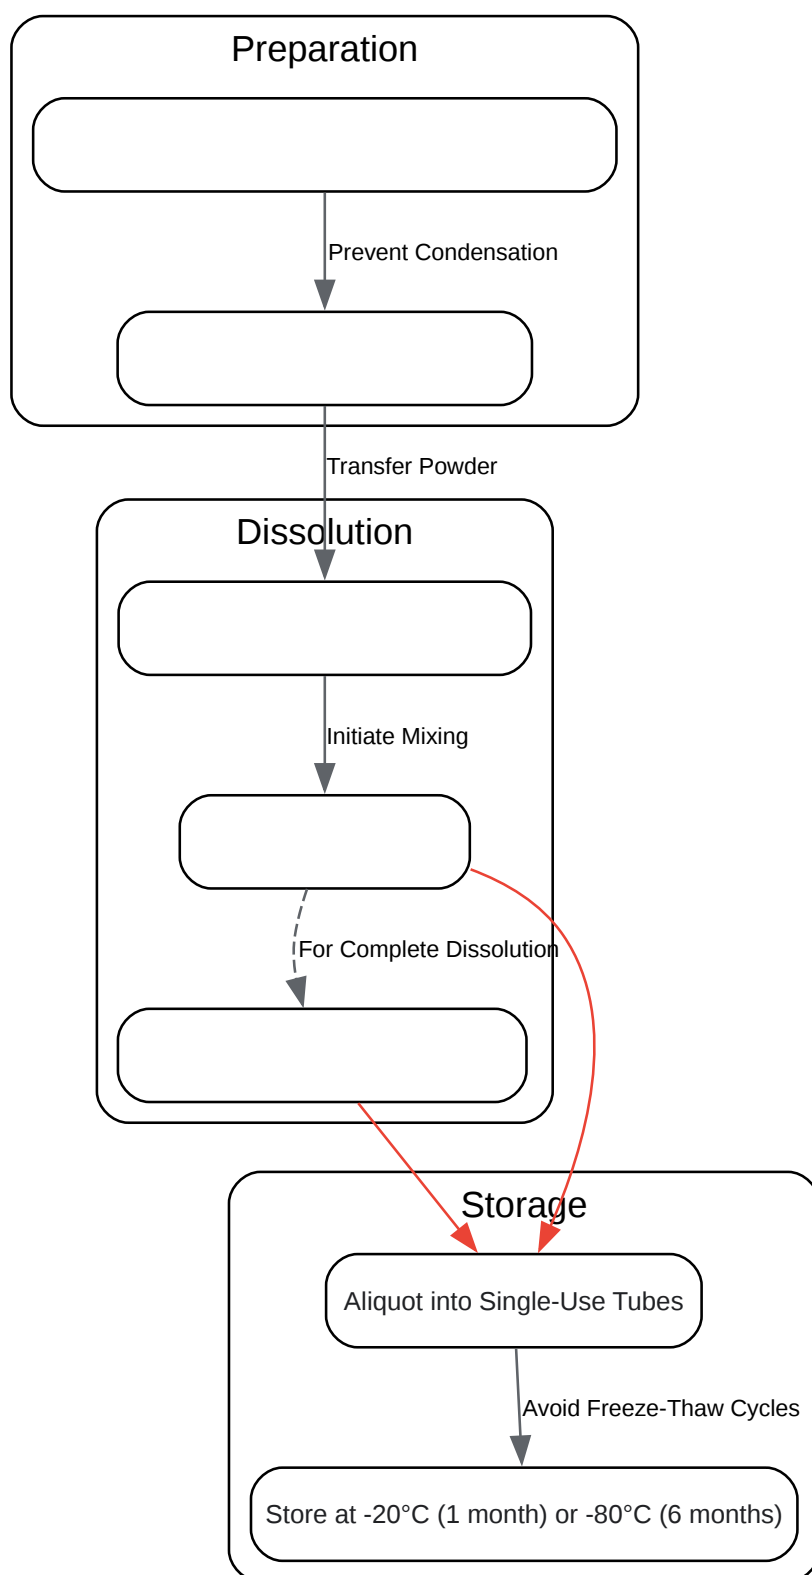 Preparation
Prevent Condensation
Transfer Powder
Dissolution
Initiate Mixing
For Complete Dissolution
Storage
Aliquot into Single-Use Tubes
Avoid Freeze-Thaw Cycles
Store at -20°C (1 month) or -80°C (6 months)